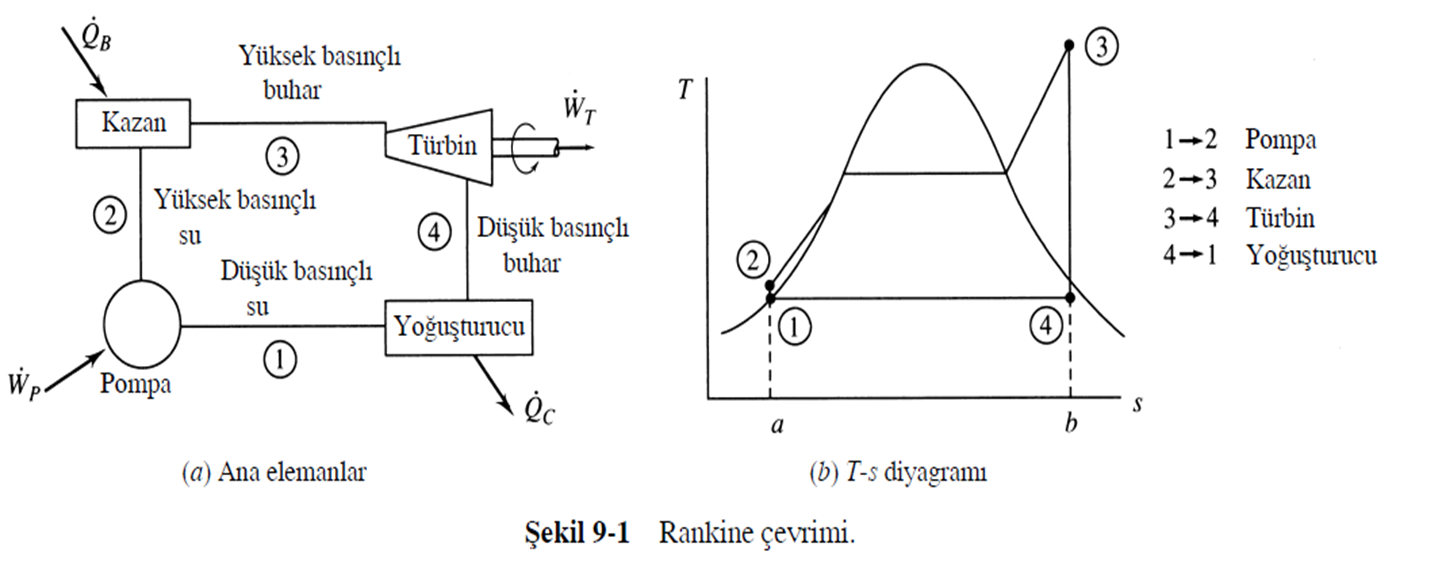 Q̇_B
Yüksek basınçlı
buhar
Kazan
③
Türbin
Ẇ_T
②
Yüksek basınçlı
su
④
Düşük basınçlı
buhar
Düşük basınçlı
su
①
Yoğuşturucu
Ẇ_P
Pompa
Q̇_C
(a) Ana elemanlar
T
③
②
①
④
s
a
b
(b) T-s diyagramı
1→2 Pompa
2→3 Kazan
3→4 Türbin
4→1 Yoğuşturucu
Şekil 9-1 Rankine çevrimi.